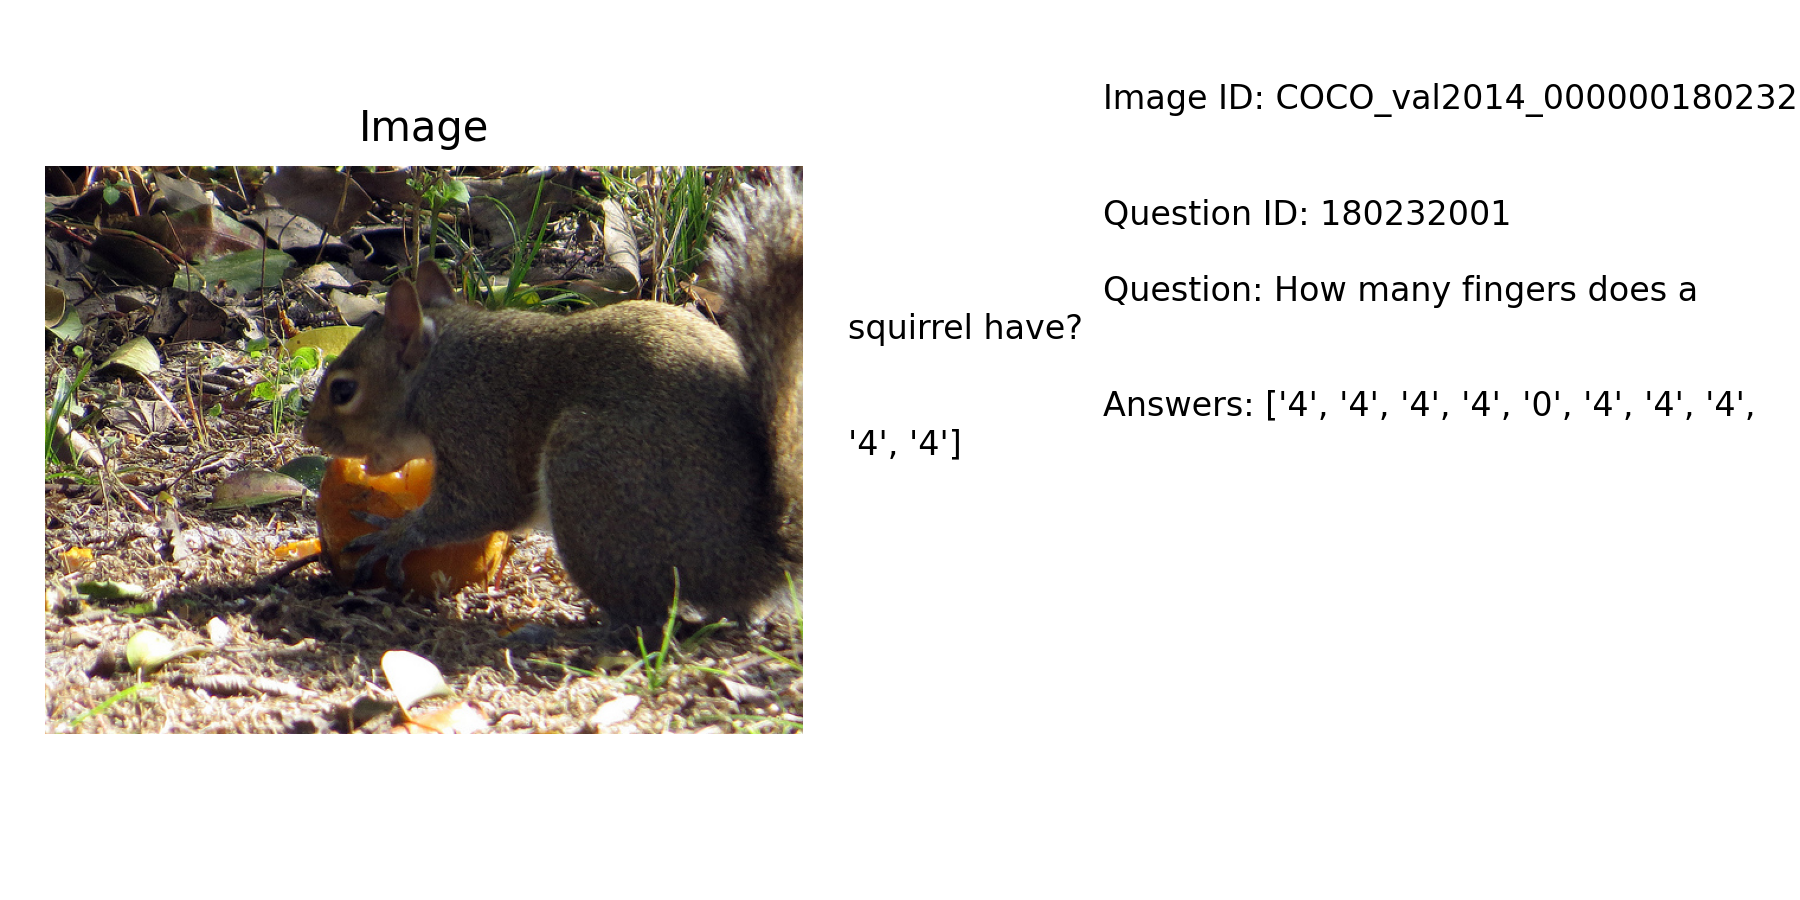 Image
Image ID: COCO_val2014_000000180232
Question ID: 180232001
Question: How many fingers does a
squirrel have?
Answers: ['4', '4', '4', '4', '0', '4', '4', '4',
'4', '4']